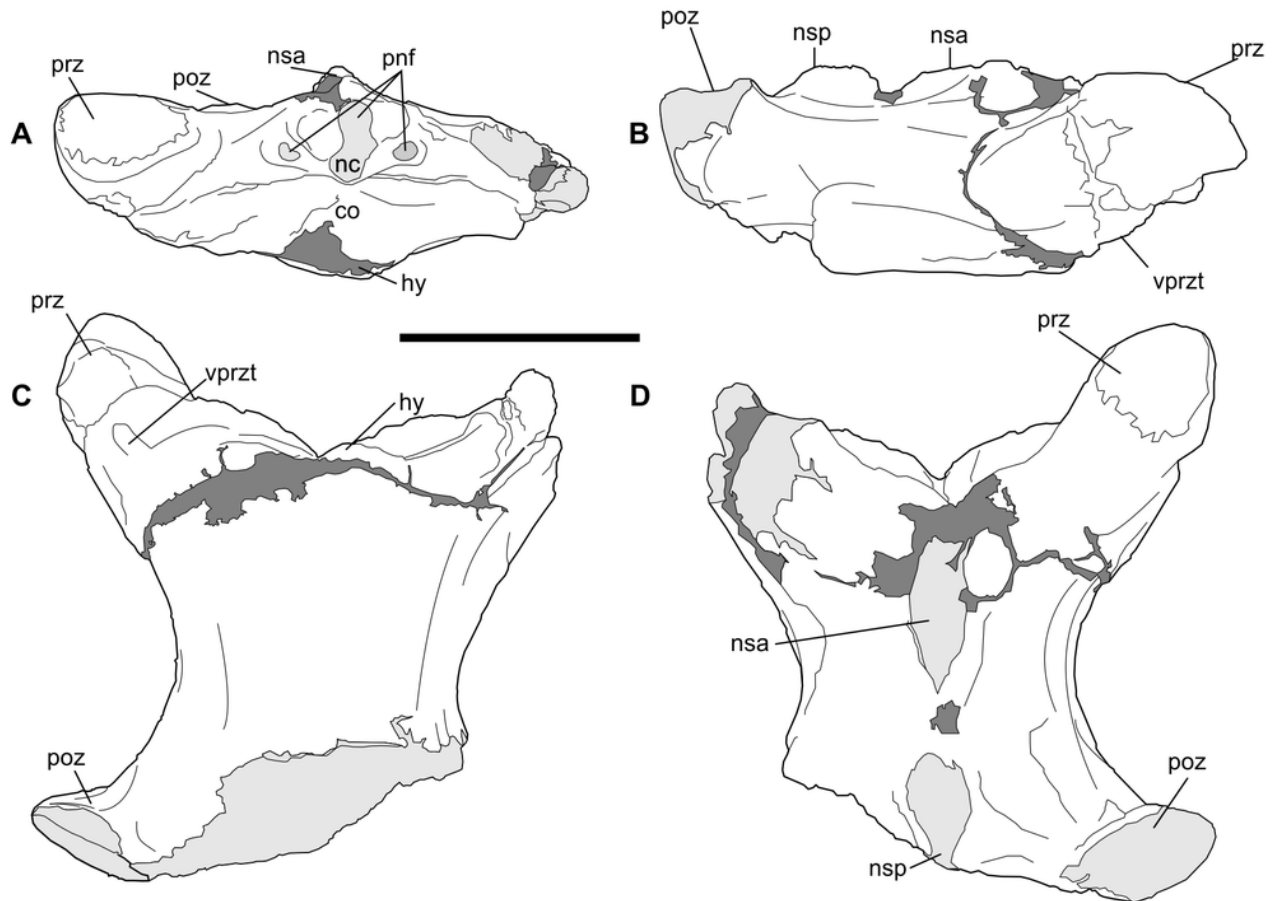 A
prz
poz
nsa
pnf
nc
co
hy
B
poz
nsp
nsa
prz
vprzt
C
prz
vprzt
hy
poz
D
prz
nsa
nsp
poz